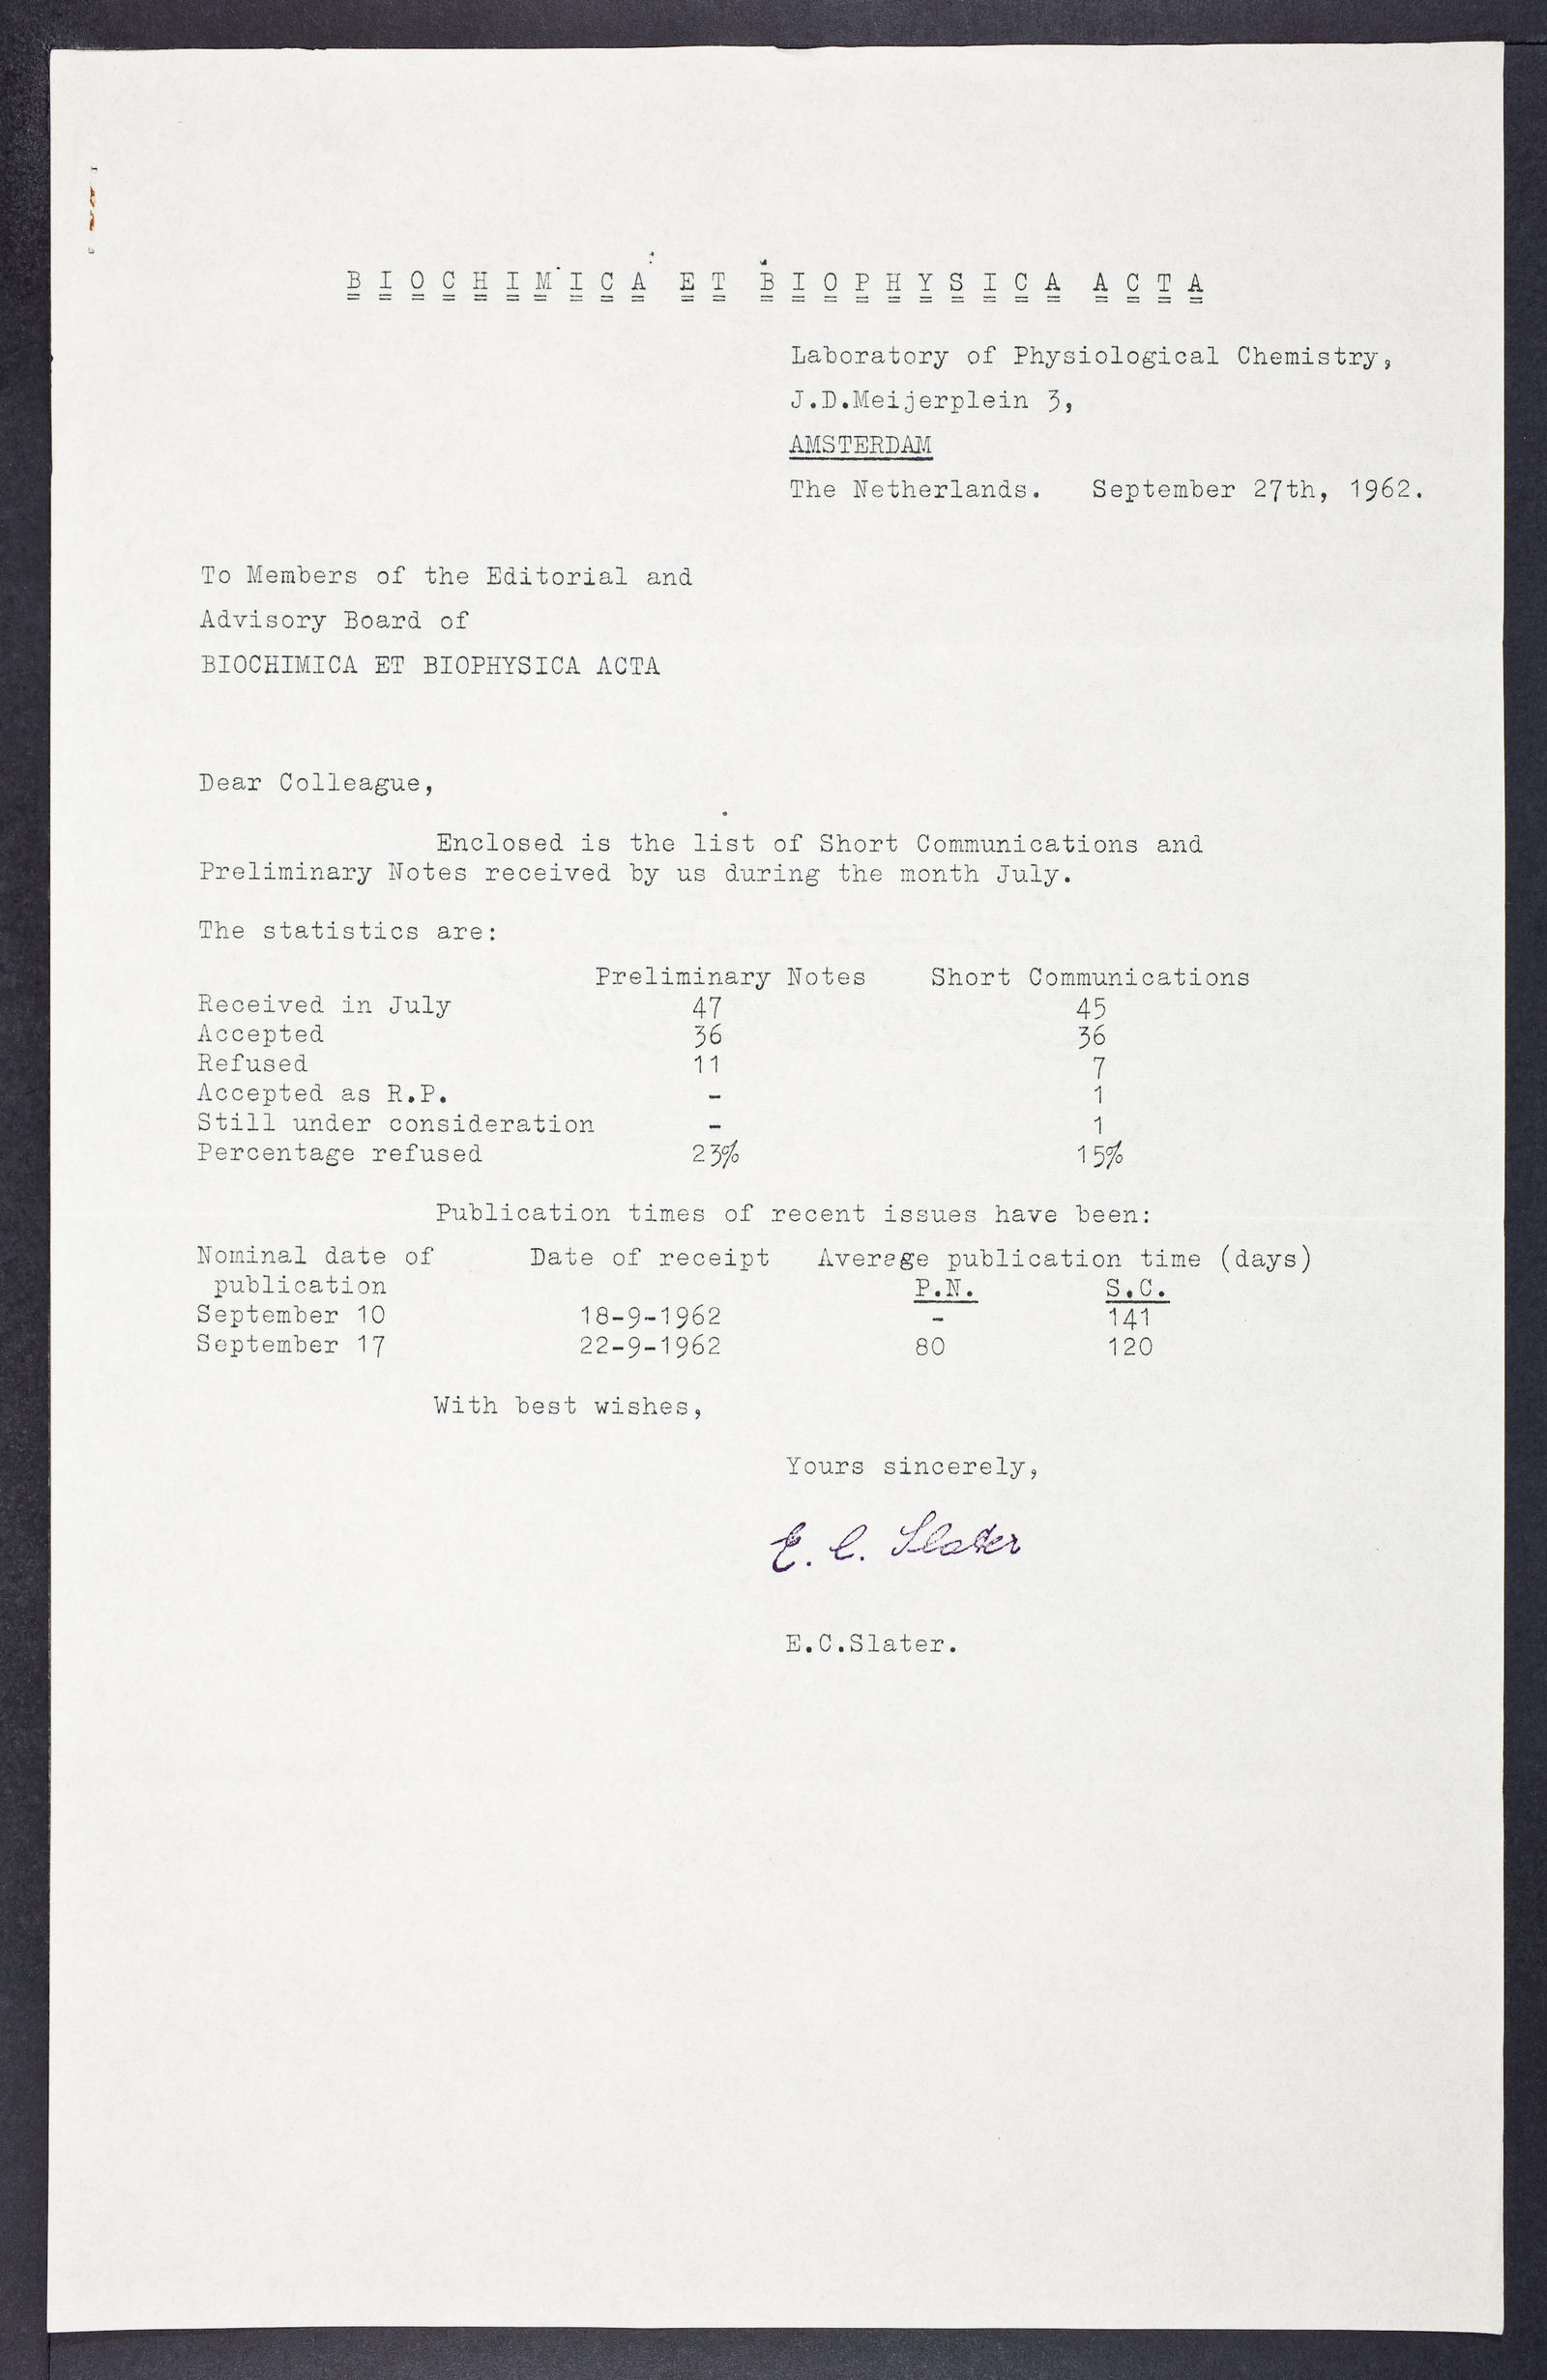 BIOCHIMICA ET BIOPHYSICA ACTA
Laboratory of Physiological Chemistry,
J.D.Meijerplein 3,
AMSTERDAM
The Netherlands. September 27th, 1962.
To Members of the Editorial and
Advisory Board of
BIOCHIMICA ET BIOPHYSICA ACTA
Dear Colleague,
Enclosed is the list of Short Communications and
Preliminary Notes received by us during the month July.
The statistics are:
Preliminary Notes Short Communications
Received in July 47 45
Accepted 36 36
Refused 11 7
Accepted as R.P. - 1
Still under consideration - 1
Percentage refused 23% 15%
Publication times of recent issues have been:
Nominal date of Date of receipt Average publication time (days)
publication P.N. S.C.
September 10 18-9-1962 - 141
September 17 22-9-1962 80 120
With best wishes,
Yours sincerely,
E. C. Slater
E.C.Slater.